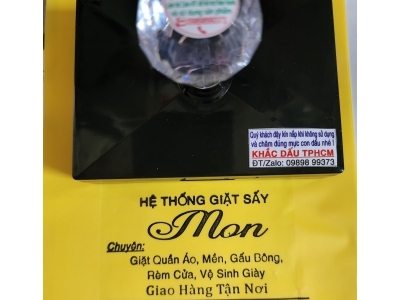 Quý khách đậy kín nắp khi không sử dụng
và châm đúng mực con dấu nhé !
KHẮC DẤU TPHCM
ĐT/Zalo: 09898 99373
HỆ THỐNG GIẶT SẤY
Mon
Chuyên:
Giặt Quần Áo, Mền, Gấu Bông,
Rèm Cửa, Vệ Sinh Giày
Giao Hàng Tận Nơi